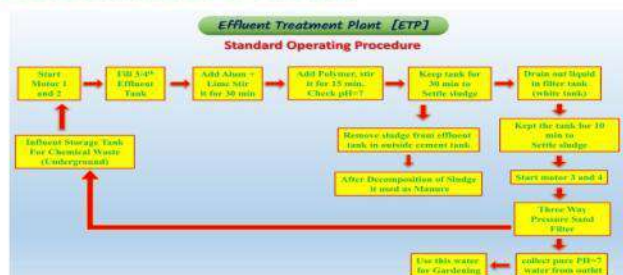 Effluent Treatment Plant [ETP]
Standard Operating Procedure
Start
Motor 1
and 2
Fill 3/4th
Effluent
Tank
Add Alum +
Lime Stir
it for 30 min
Add Polymer, stir
it for 15 min.
Check pH=7
Keep tank for
30 min to
Settle sludge
Drain out liquid
in filter tank
(white tank)
Influent Storage Tank
For Chemical Waste
(Underground)
Remove sludge from effluent
tank in outside cement tank
Kept the tank for 10
min to
Settle sludge
After Decomposition of Sludge
it used as Manure
Start motor 3 and 4
Three Way
Pressure Sand
Filter
Use this water
for Gardening
collect pure PH=7
water from outlet